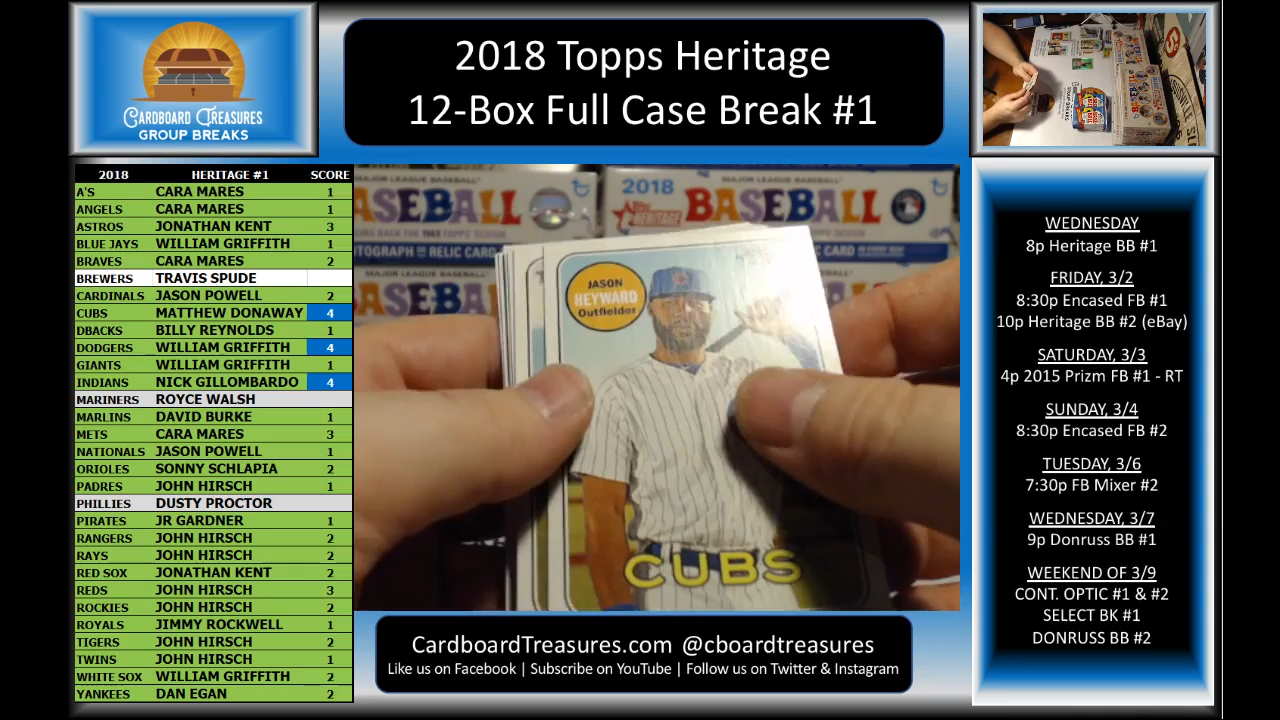 CARDBOARD TREASURES
GROUP BREAKS
2018 Topps Heritage
12-Box Full Case Break #1
2018 HERITAGE #1 SCORE
A'S CARA MARES 1
ANGELS CARA MARES 1
ASTROS JONATHAN KENT 3
BLUE JAYS WILLIAM GRIFFITH 1
BRAVES CARA MARES 2
BREWERS TRAVIS SPUDE
CARDINALS JASON POWELL 2
CUBS MATTHEW DONAWAY 4
DBACKS BILLY REYNOLDS 1
DODGERS WILLIAM GRIFFITH 4
GIANTS WILLIAM GRIFFITH 1
INDIANS NICK GILLOMBARDO 4
MARINERS ROYCE WALSH
MARLINS DAVID BURKE 1
METS CARA MARES 3
NATIONALS JASON POWELL 1
ORIOLES SONNY SCHLAPIA 2
PADRES JOHN HIRSCH 1
PHILLIES DUSTY PROCTOR
PIRATES JR GARDNER 1
RANGERS JOHN HIRSCH 2
RAYS JOHN HIRSCH 2
RED SOX JONATHAN KENT 2
REDS JOHN HIRSCH 3
ROCKIES JOHN HIRSCH 2
ROYALS JIMMY ROCKWELL 1
TIGERS JOHN HIRSCH 2
TWINS JOHN HIRSCH 1
WHITE SOX WILLIAM GRIFFITH 2
YANKEES DAN EGAN 2
MAJOR LEAGUE BASEBALL
2018
Topps
HERITAGE
BASEBALL
JASON
HEYWARD
Outfielder
CUBS
CardboardTreasures.com @cboardtreasures
Like us on Facebook | Subscribe on YouTube | Follow us on Twitter & Instagram
WEDNESDAY
8p Heritage BB #1
FRIDAY, 3/2
8:30p Encased FB #1
10p Heritage BB #2 (eBay)
SATURDAY, 3/3
4p 2015 Prizm FB #1 - RT
SUNDAY, 3/4
8:30p Encased FB #2
TUESDAY, 3/6
7:30p FB Mixer #2
WEDNESDAY, 3/7
9p Donruss BB #1
WEEKEND OF 3/9
CONT. OPTIC #1 & #2
SELECT BK #1
DONRUSS BB #2